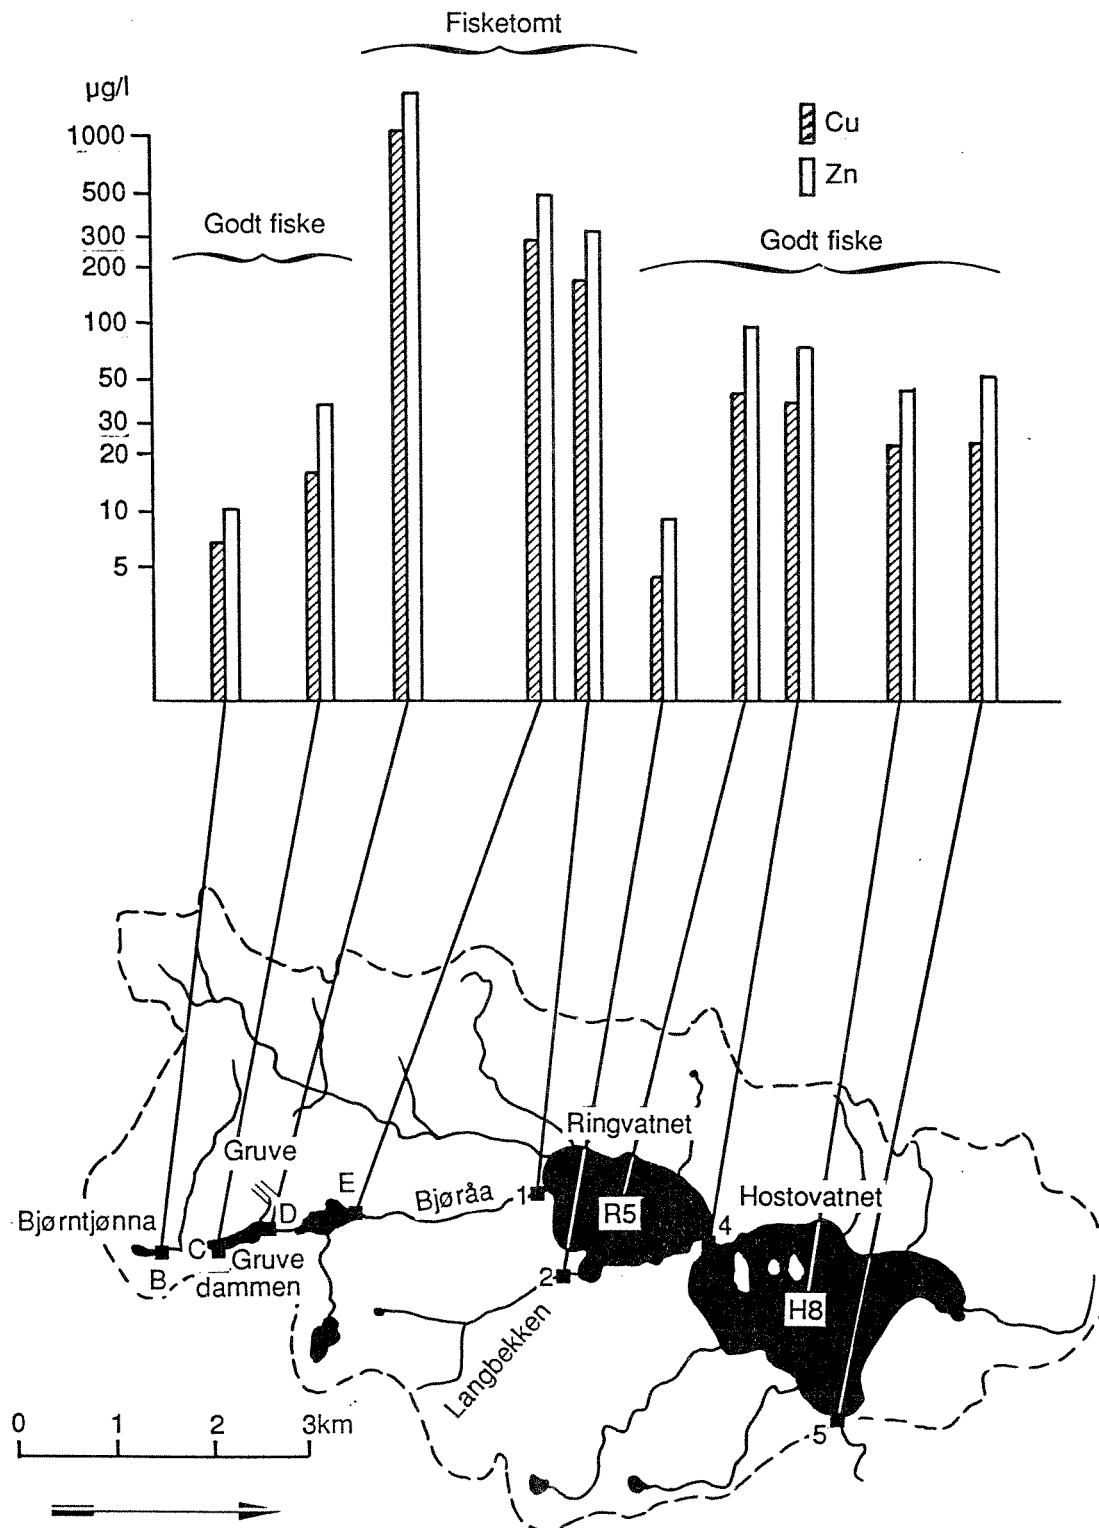 Fisketomt
µg/l
1000
500
300
200
100
50
30
20
10
5
Cu
Zn
Godt fiske
Godt fiske
Ringvatnet
Gruve
E
Bjøråa
1
Hostovatnet
Bjørntjønna
D
R5
4
C
B
Gruve
dammen
2
H8
Langbekken
0 1 2 3km
5